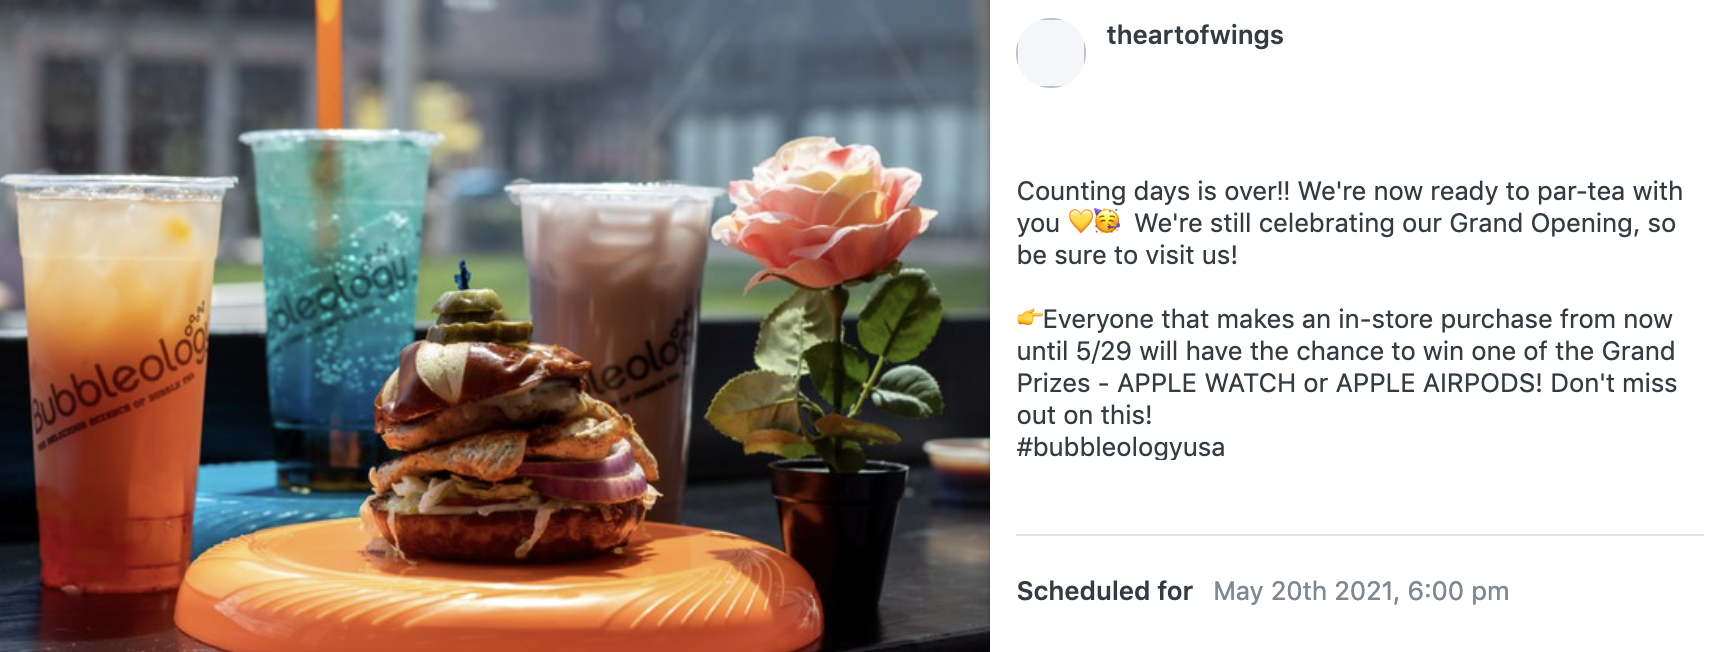 theartofwings
Counting days is over!! We're now ready to par-tea with
you 💛🥳 We're still celebrating our Grand Opening, so
be sure to visit us!
👉Everyone that makes an in-store purchase from now
until 5/29 will have the chance to win one of the Grand
Prizes - APPLE WATCH or APPLE AIRPODS! Don't miss
out on this!
#bubbleologyusa
Scheduled for May 20th 2021, 6:00 pm
Bubbleology
THE DELICIOUS SCIENCE OF BUBBLE TEA
bleology
leology